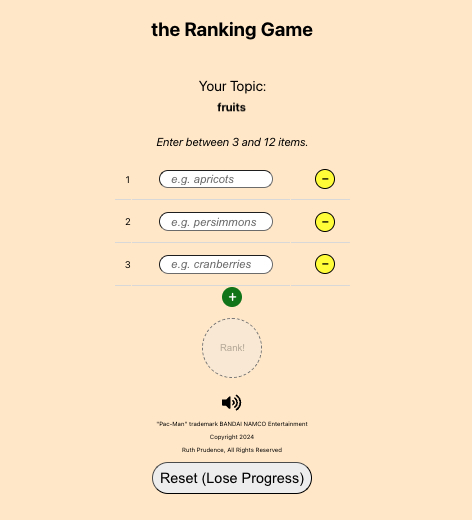 the Ranking Game
Your Topic:
fruits
Enter between 3 and 12 items.
1 e.g. apricots −
2 e.g. persimmons −
3 e.g. cranberries −
+
Rank!
"Pac-Man" trademark BANDAI NAMCO Entertainment
Copyright 2024
Ruth Prudence, All Rights Reserved
Reset (Lose Progress)